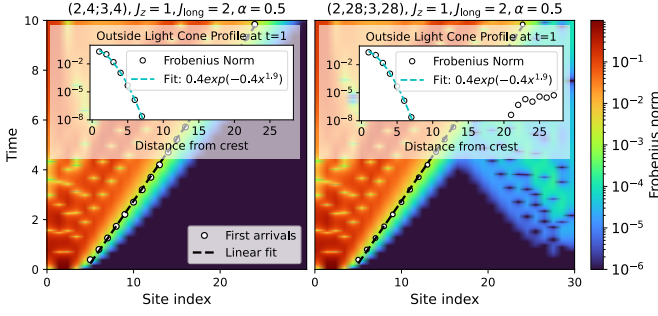 (2,4;3,4), J_z = 1, J_long = 2, α = 0.5
(2,28;3,28), J_z = 1, J_long = 2, α = 0.5
10
8
6
4
2
0
Time
Outside Light Cone Profile at t=1
10^−2
10^−5
10^−8
Frobenius Norm
Fit: 0.4exp(−0.4x^1.9)
0
5
10
15
20
25
Distance from crest
First arrivals
Linear fit
0
10
20
Site index
Outside Light Cone Profile at t=1
10^−2
10^−5
10^−8
Frobenius Norm
Fit: 0.4exp(−0.4x^1.9)
0
5
10
15
20
25
Distance from crest
0
10
20
30
Site index
10^−1
10^−2
10^−3
10^−4
10^−5
10^−6
Frobenius norm